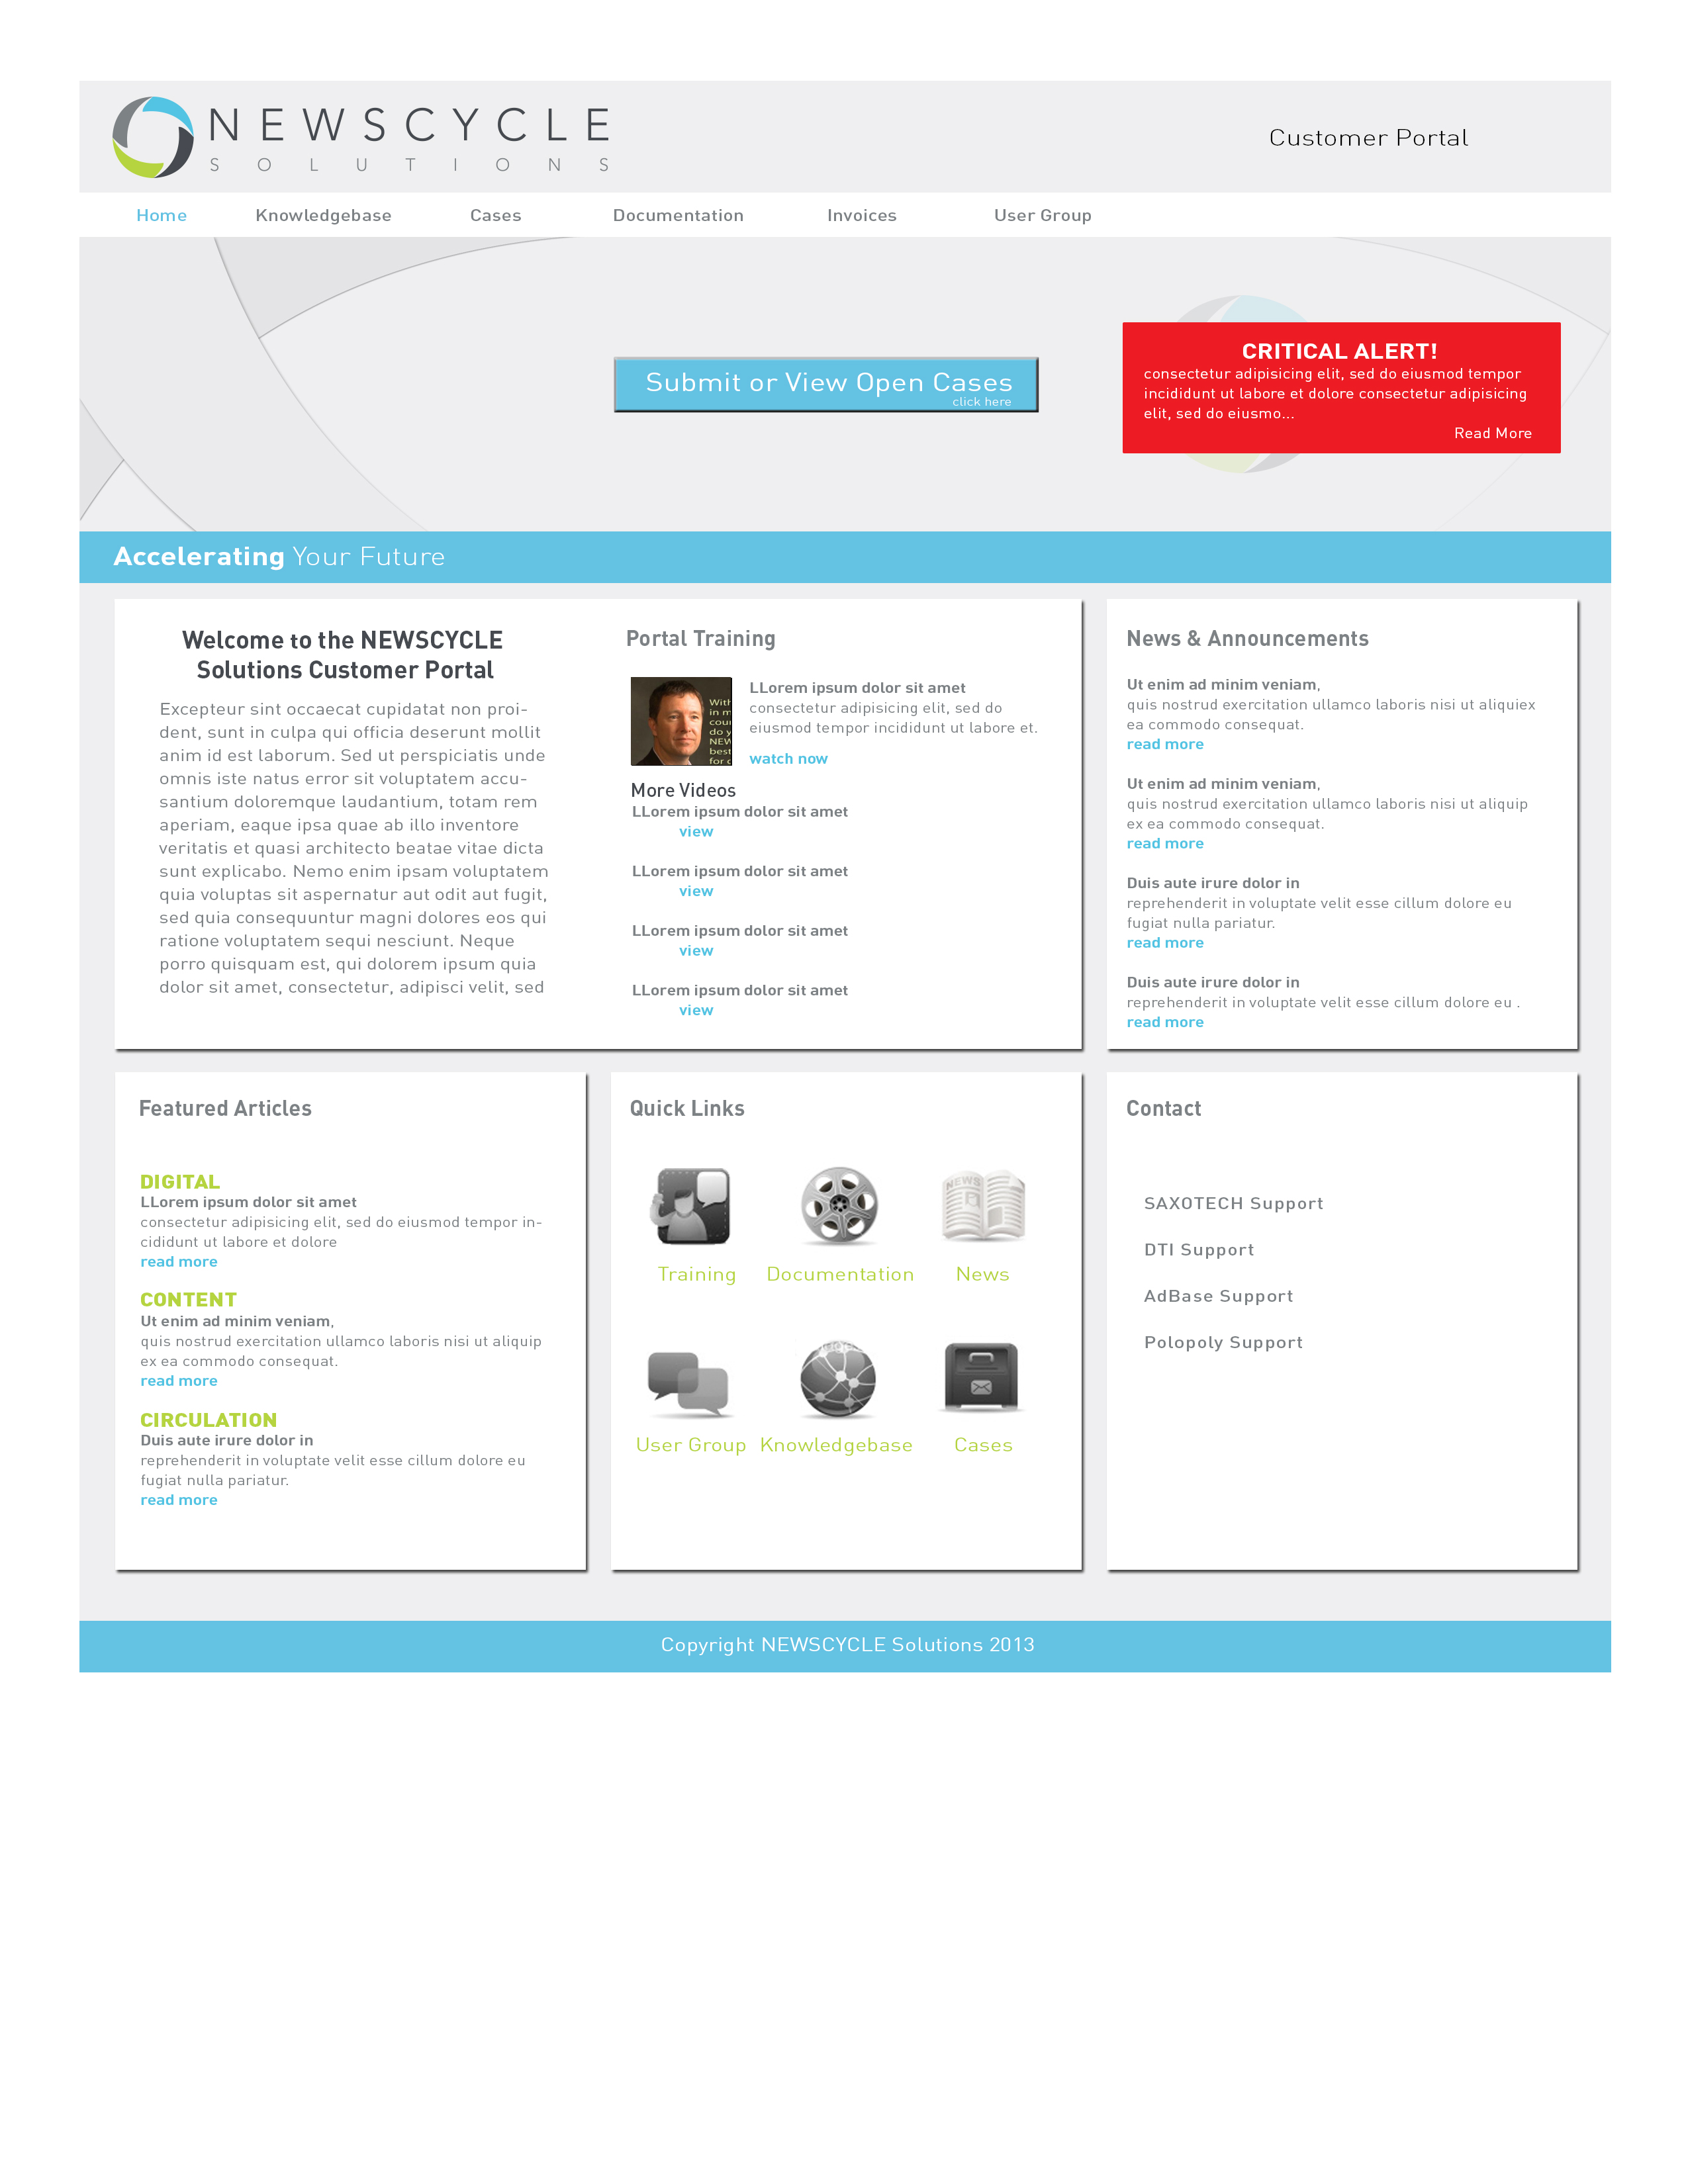 NEWSCYCLE
SOLUTIONS
Customer Portal
Home Knowledgebase Cases Documentation Invoices User Group
Submit or View Open Cases
click here
CRITICAL ALERT!
consectetur adipisicing elit, sed do eiusmod tempor
incididunt ut labore et dolore consectetur adipisicing
elit, sed do eiusmo...
Read More
Accelerating Your Future
Welcome to the NEWSCYCLE
Solutions Customer Portal
Excepteur sint occaecat cupidatat non proi-
dent, sunt in culpa qui officia deserunt mollit
anim id est laborum. Sed ut perspiciatis unde
omnis iste natus error sit voluptatem accu-
santium doloremque laudantium, totam rem
aperiam, eaque ipsa quae ab illo inventore
veritatis et quasi architecto beatae vitae dicta
sunt explicabo. Nemo enim ipsam voluptatem
quia voluptas sit aspernatur aut odit aut fugit,
sed quia consequuntur magni dolores eos qui
ratione voluptatem sequi nesciunt. Neque
porro quisquam est, qui dolorem ipsum quia
dolor sit amet, consectetur, adipisci velit, sed
Portal Training
LLorem ipsum dolor sit amet
consectetur adipisicing elit, sed do
eiusmod tempor incididunt ut labore et.
watch now
More Videos
LLorem ipsum dolor sit amet
view
LLorem ipsum dolor sit amet
view
LLorem ipsum dolor sit amet
view
LLorem ipsum dolor sit amet
view
News & Announcements
Ut enim ad minim veniam,
quis nostrud exercitation ullamco laboris nisi ut aliquiex
ea commodo consequat.
read more
Ut enim ad minim veniam,
quis nostrud exercitation ullamco laboris nisi ut aliquip
ex ea commodo consequat.
read more
Duis aute irure dolor in
reprehenderit in voluptate velit esse cillum dolore eu
fugiat nulla pariatur.
read more
Duis aute irure dolor in
reprehenderit in voluptate velit esse cillum dolore eu .
read more
Featured Articles
DIGITAL
LLorem ipsum dolor sit amet
consectetur adipisicing elit, sed do eiusmod tempor in-
cididunt ut labore et dolore
read more
CONTENT
Ut enim ad minim veniam,
quis nostrud exercitation ullamco laboris nisi ut aliquip
ex ea commodo consequat.
read more
CIRCULATION
Duis aute irure dolor in
reprehenderit in voluptate velit esse cillum dolore eu
fugiat nulla pariatur.
read more
Quick Links
NEWS
Training Documentation News
User Group Knowledgebase Cases
Contact
SAXOTECH Support
DTI Support
AdBase Support
Polopoly Support
Copyright NEWSCYCLE Solutions 2013